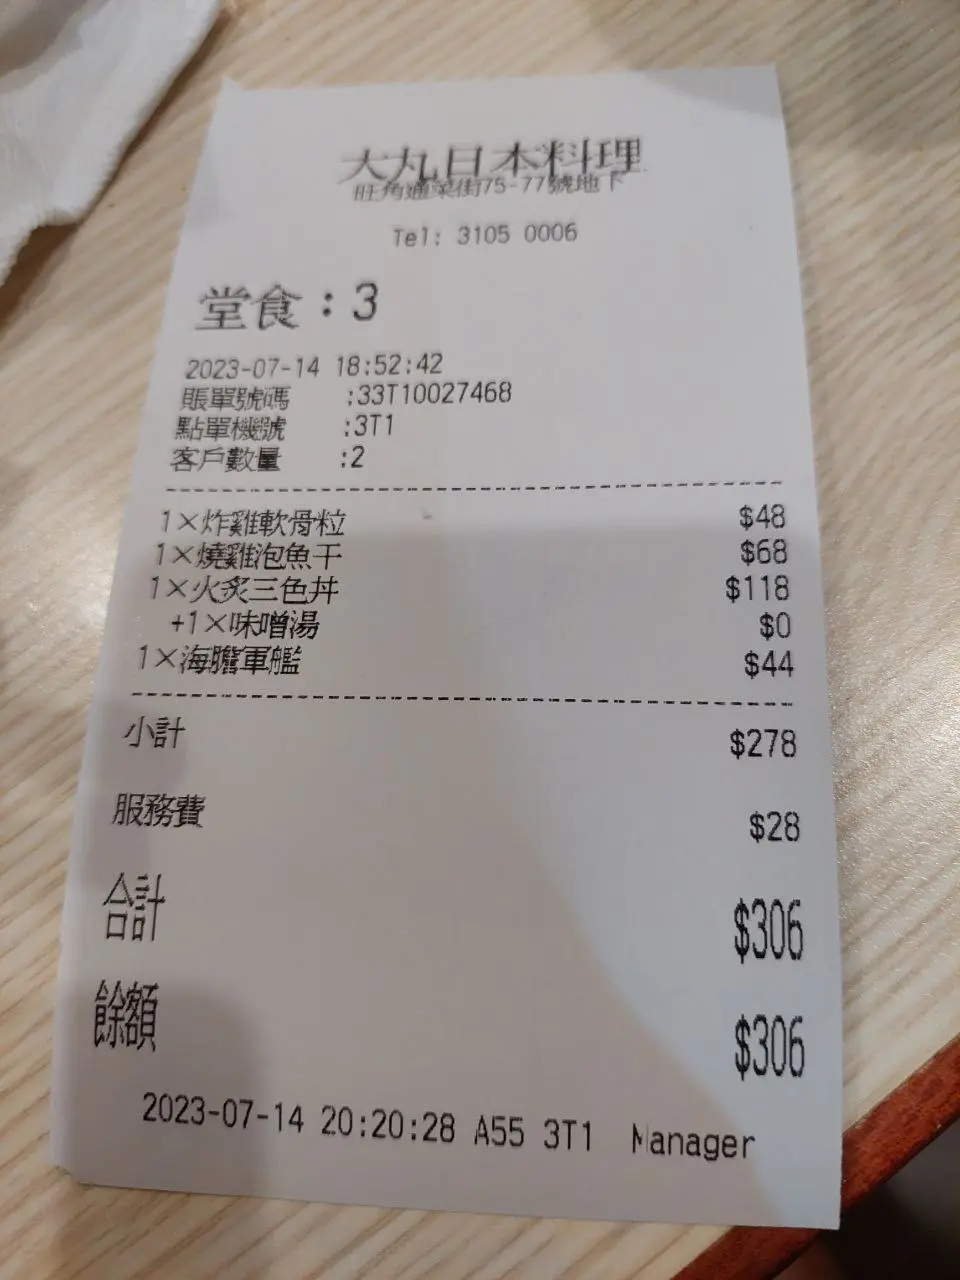 大丸日本料理
旺角通菜街75-77號地下
Tel: 3105 0006
堂食：3
2023-07-14 18:52:42
賬單號碼 :33T10027468
點單機號 :3T1
客戶數量 :2
1×炸雞軟骨粒 $48
1×燒雞泡魚干 $68
1×火炙三色丼 $118
+1×味噌湯 $0
1×海膽軍艦 $44
小計 $278
服務費 $28
合計 $306
餘額 $306
2023-07-14 20:20:28 A55 3T1 Manager